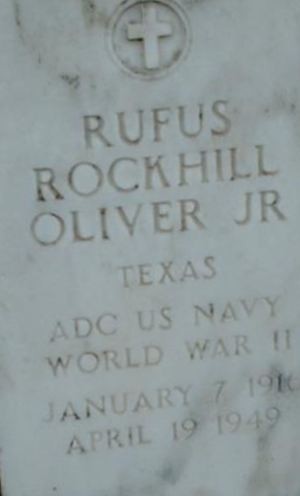 RUFUS
ROCKHILL
OLIVER JR
TEXAS
ADC US NAVY
WORLD WAR II
JANUARY 7
APRIL 19 1949